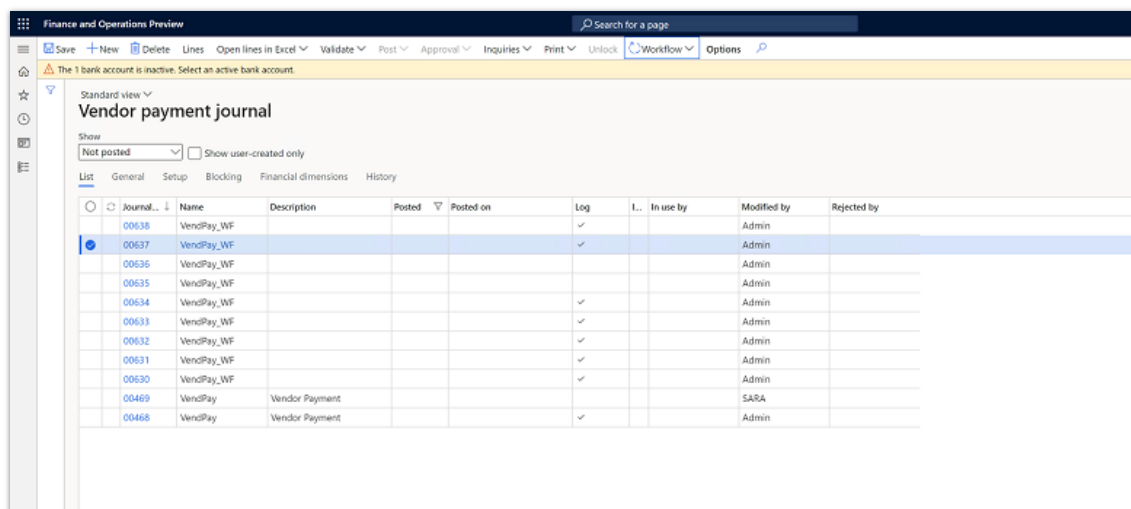 Finance and Operations Preview
Search for a page
Save New Delete Lines Open lines in Excel Validate Post Approval Inquiries Print Unlock Workflow Options
The 1 bank account is inactive. Select an active bank account.
Standard view
Vendor payment journal
Show
Not posted Show user-created only
List General Setup Blocking Financial dimensions History
Journal... Name Description Posted Posted on Log I... In use by Modified by Rejected by
00638 VendPay_WF Admin
00637 VendPay_WF Admin
00636 VendPay_WF Admin
00635 VendPay_WF Admin
00634 VendPay_WF Admin
00633 VendPay_WF Admin
00632 VendPay_WF Admin
00631 VendPay_WF Admin
00630 VendPay_WF Admin
00469 VendPay Vendor Payment SARA
00468 VendPay Vendor Payment Admin